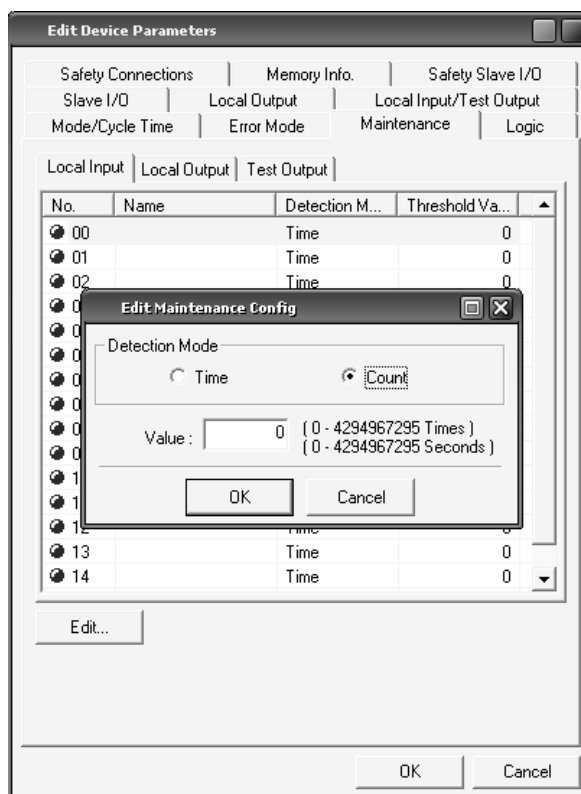 Edit Device Parameters
Safety Connections Memory Info. Safety Slave I/O
Slave I/O Local Output Local Input/Test Output
Mode/Cycle Time Error Mode Maintenance Logic
Local Input Local Output Test Output
No. Name Detection M... Threshold Va...
00 Time 0
01 Time 0
02 Time 0
Edit Maintenance Config
Detection Mode
Time Count
Value : 0 ( 0 - 4294967295 Times )
( 0 - 4294967295 Seconds )
OK Cancel
13 Time 0
14 Time 0
Edit...
OK Cancel